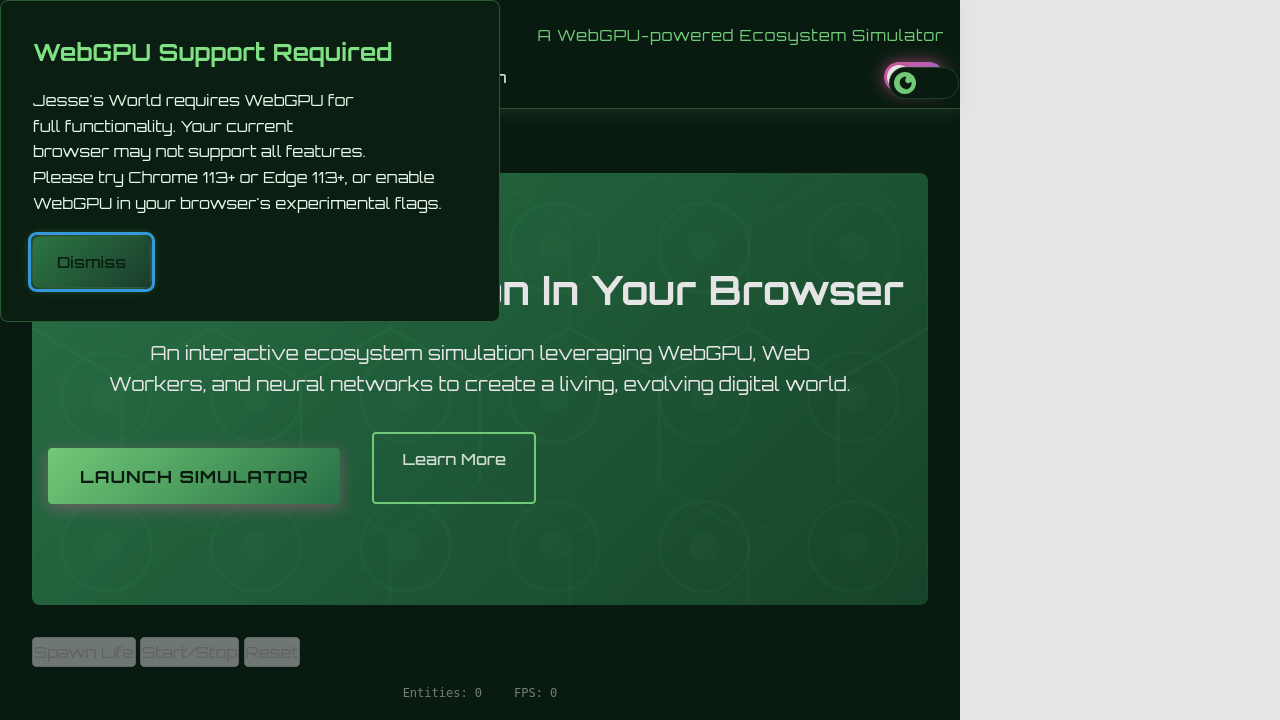 WebGPU Support Required
Jesse's World requires WebGPU for
full functionality. Your current
browser may not support all features.
Please try Chrome 113+ or Edge 113+, or enable
WebGPU in your browser's experimental flags.
Dismiss
A WebGPU-powered Ecosystem Simulator
n In Your Browser
An interactive ecosystem simulation leveraging WebGPU, Web
Workers, and neural networks to create a living, evolving digital world.
LAUNCH SIMULATOR
Learn More
Spawn Life
Start/Stop
Reset
Entities: 0 FPS: 0